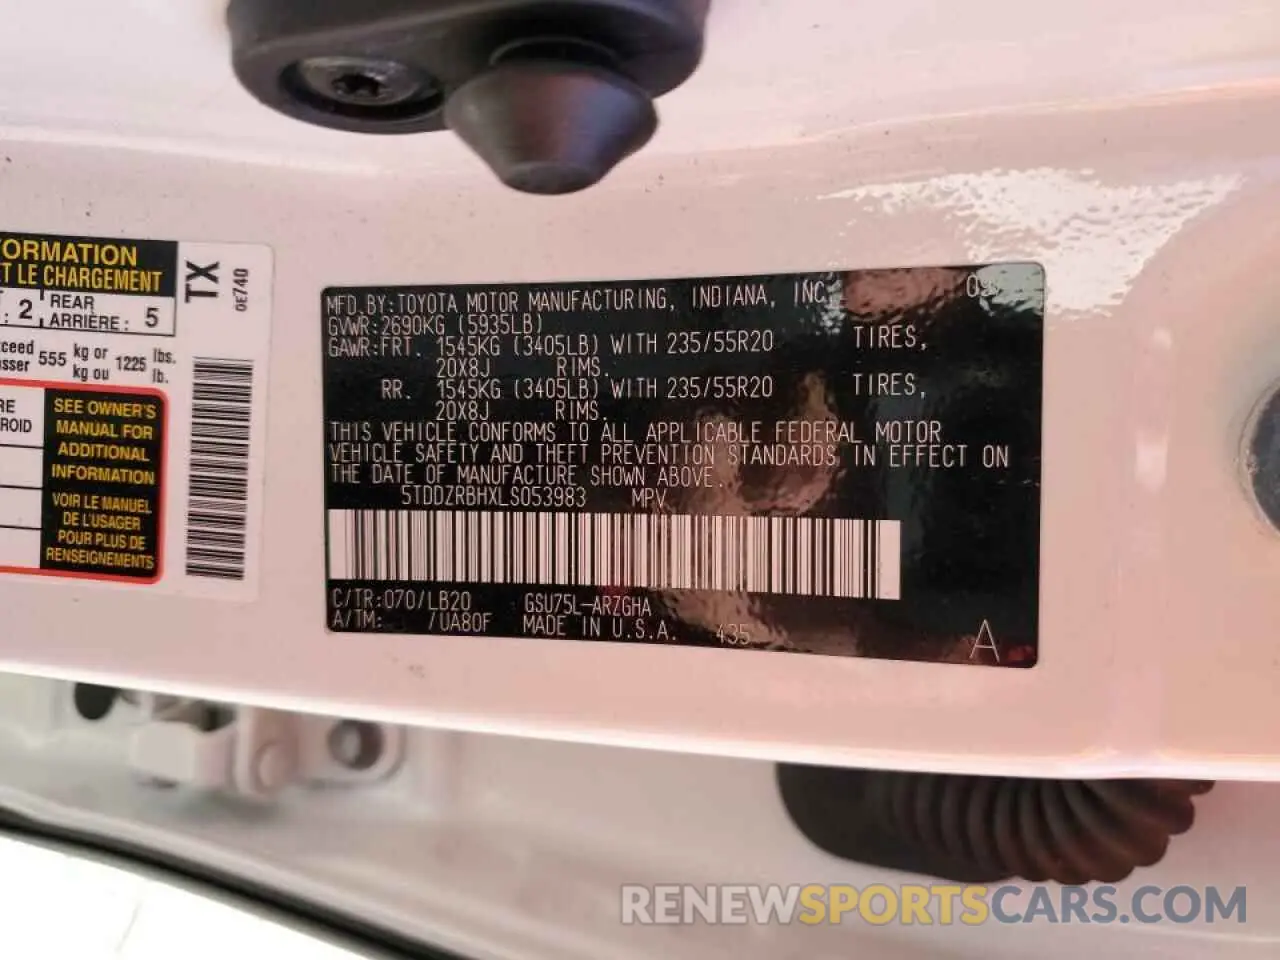 ORMATION
ET LE CHARGEMENT
: 2 REAR ARRIÈRE : 5
555 kg or kg ou 1225 lbs. lb.
SEE OWNER'S
MANUAL FOR
ADDITIONAL
INFORMATION
VOIR LE MANUEL
DE L'USAGER
POUR PLUS DE
RENSEIGNEMENTS
TX
0E740
MFD.BY:TOYOTA MOTOR MANUFACTURING, INDIANA, INC.
GVWR:2690KG (5935LB)
GAWR:FRT. 1545KG (3405LB) WITH 235/55R20 TIRES,
20X8J RIMS.
RR. 1545KG (3405LB) WITH 235/55R20 TIRES,
20X8J RIMS.
THIS VEHICLE CONFORMS TO ALL APPLICABLE FEDERAL MOTOR
VEHICLE SAFETY AND THEFT PREVENTION STANDARDS IN EFFECT ON
THE DATE OF MANUFACTURE SHOWN ABOVE.
5TDDZRBHXLS053983 MPV
C/TR:070/LB20 GSU75L-ARZGHA
A/TM: /UA80F MADE IN U.S.A. 435
A
RENEWSPORTSCARS.COM